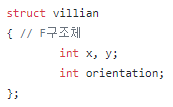 struct villian
{ // F구조체
int x, y;
int orientation;
};